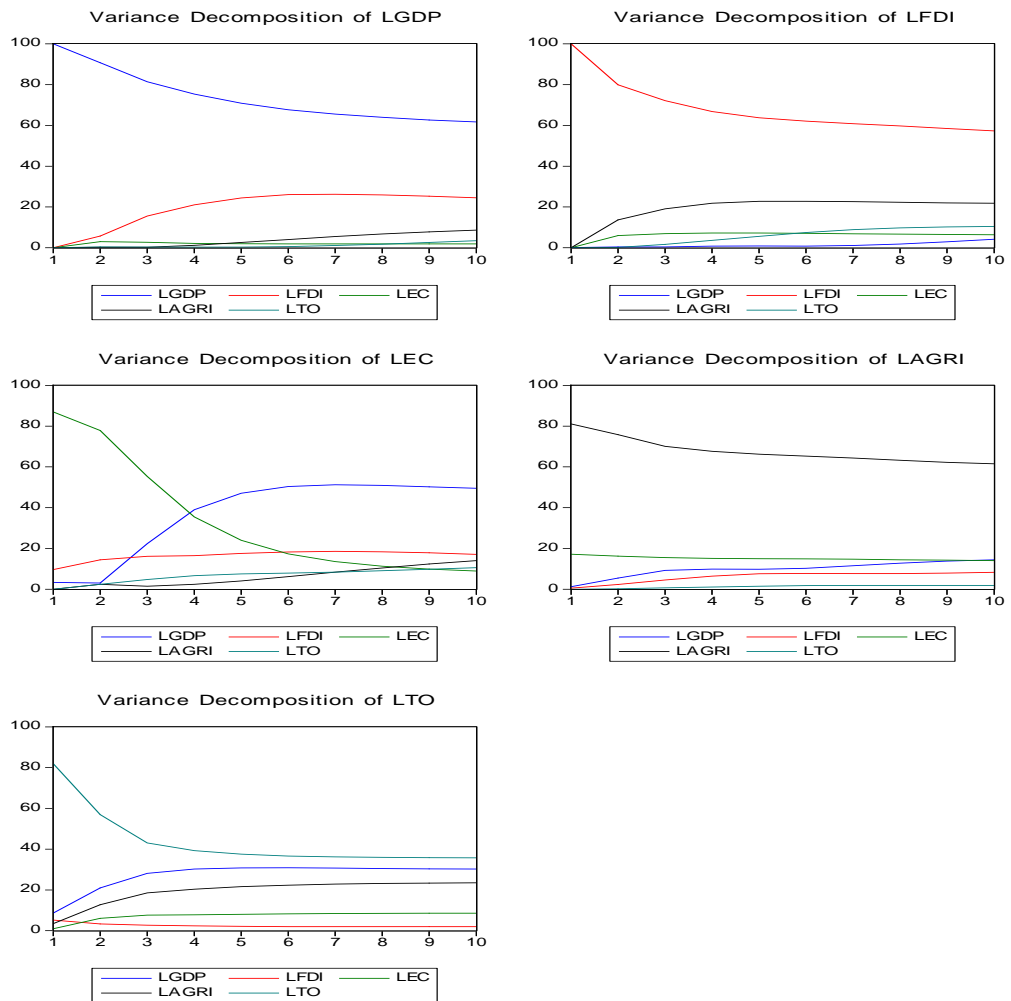 Variance Decomposition of LGDP
100
80
60
40
20
0
1 2 3 4 5 6 7 8 9 10
LGDP LFDI LEC
LAGRI LTO
Variance Decomposition of LFDI
100
80
60
40
20
0
1 2 3 4 5 6 7 8 9 10
LGDP LFDI LEC
LAGRI LTO
Variance Decomposition of LEC
100
80
60
40
20
0
1 2 3 4 5 6 7 8 9 10
LGDP LFDI LEC
LAGRI LTO
Variance Decomposition of LAGRI
100
80
60
40
20
0
1 2 3 4 5 6 7 8 9 10
LGDP LFDI LEC
LAGRI LTO
Variance Decomposition of LTO
100
80
60
40
20
0
1 2 3 4 5 6 7 8 9 10
LGDP LFDI LEC
LAGRI LTO